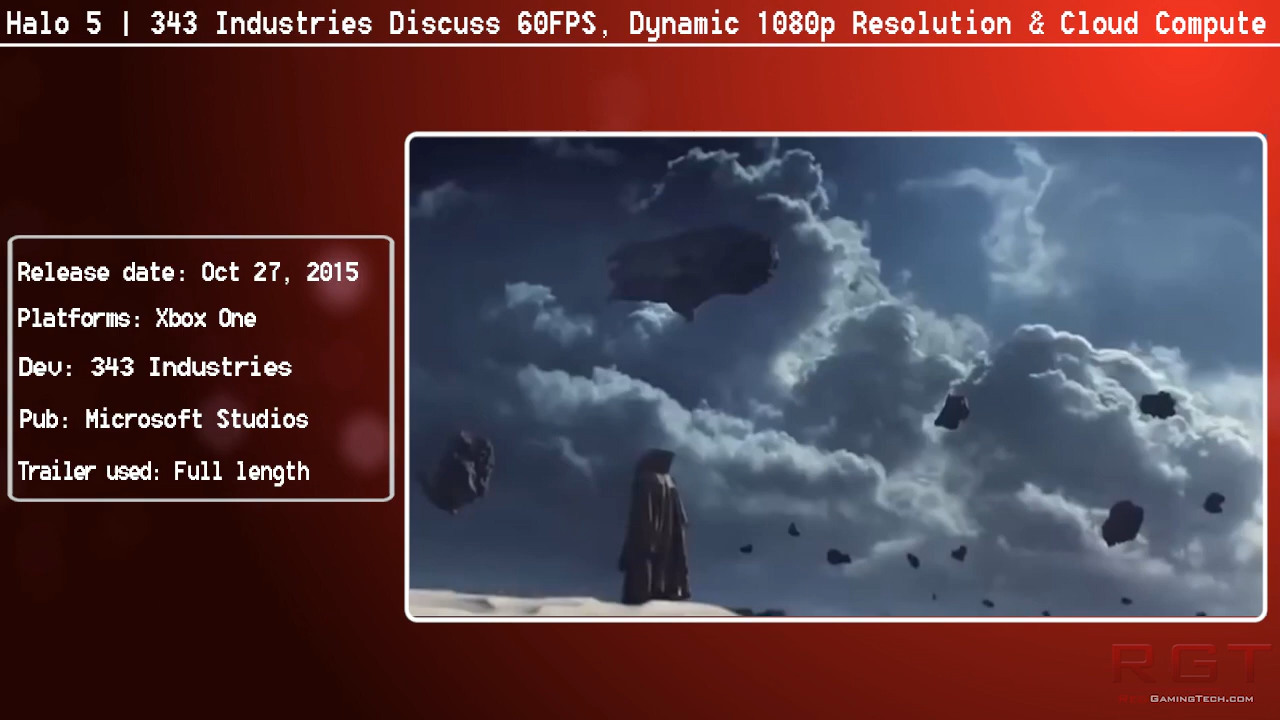 Halo 5 | 343 Industries Discuss 60FPS, Dynamic 1080p Resolution & Cloud Compute
Release date: Oct 27, 2015
Platforms: Xbox One
Dev: 343 Industries
Pub: Microsoft Studios
Trailer used: Full length
RGT
RedGamingTech.com